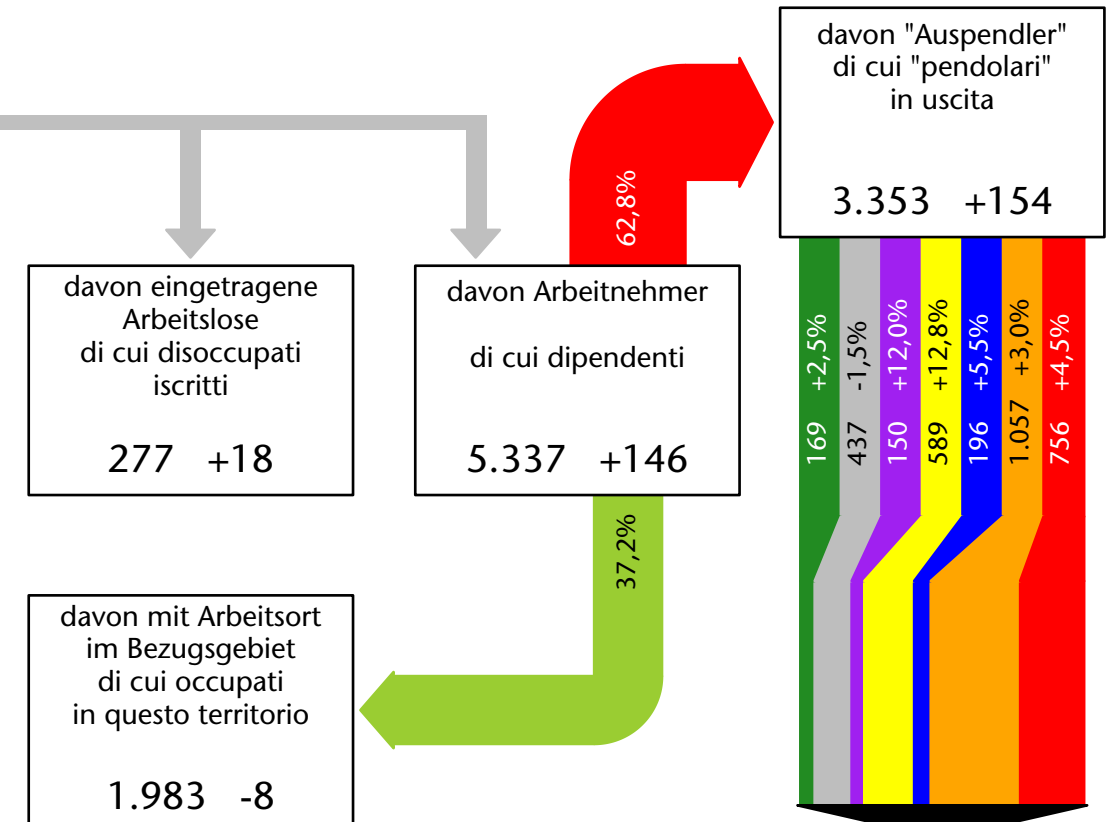 davon "Auspendler"
di cui "pendolari"
in uscita
3.353 +154
62,8%
169 +2,5%
437 -1,5%
150 +12,0%
589 +12,8%
196 +5,5%
1.057 +3,0%
756 +4,5%
davon eingetragene
Arbeitslose
di cui disoccupati
iscritti
277 +18
davon Arbeitnehmer
di cui dipendenti
5.337 +146
37,2%
davon mit Arbeitsort
im Bezugsgebiet
di cui occupati
in questo territorio
1.983 -8